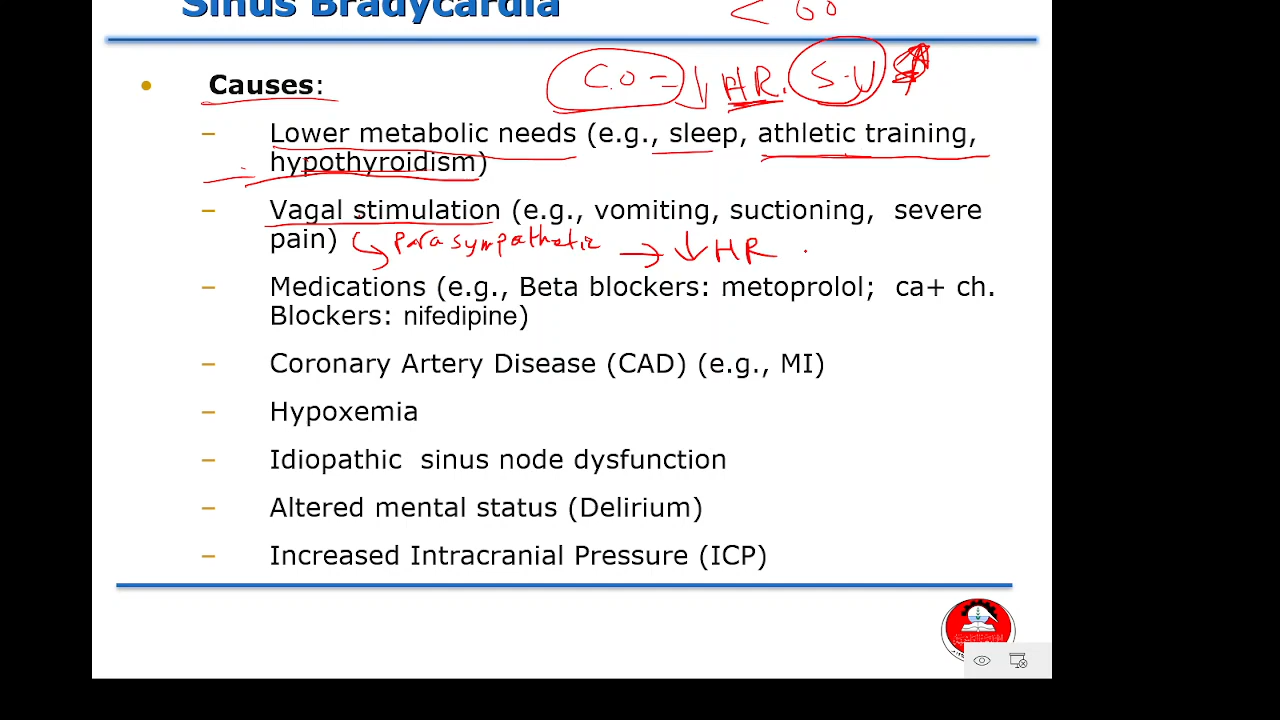 Sinus Bradycardia
< 60
C.O = ↓ HR. S.V
• Causes:
– Lower metabolic needs (e.g., sleep, athletic training,
hypothyroidism)
– Vagal stimulation (e.g., vomiting, suctioning, severe
pain)
↳ parasympathetic → ↓ HR
– Medications (e.g., Beta blockers: metoprolol; ca+ ch.
Blockers: nifedipine)
– Coronary Artery Disease (CAD) (e.g., MI)
– Hypoxemia
– Idiopathic sinus node dysfunction
– Altered mental status (Delirium)
– Increased Intracranial Pressure (ICP)